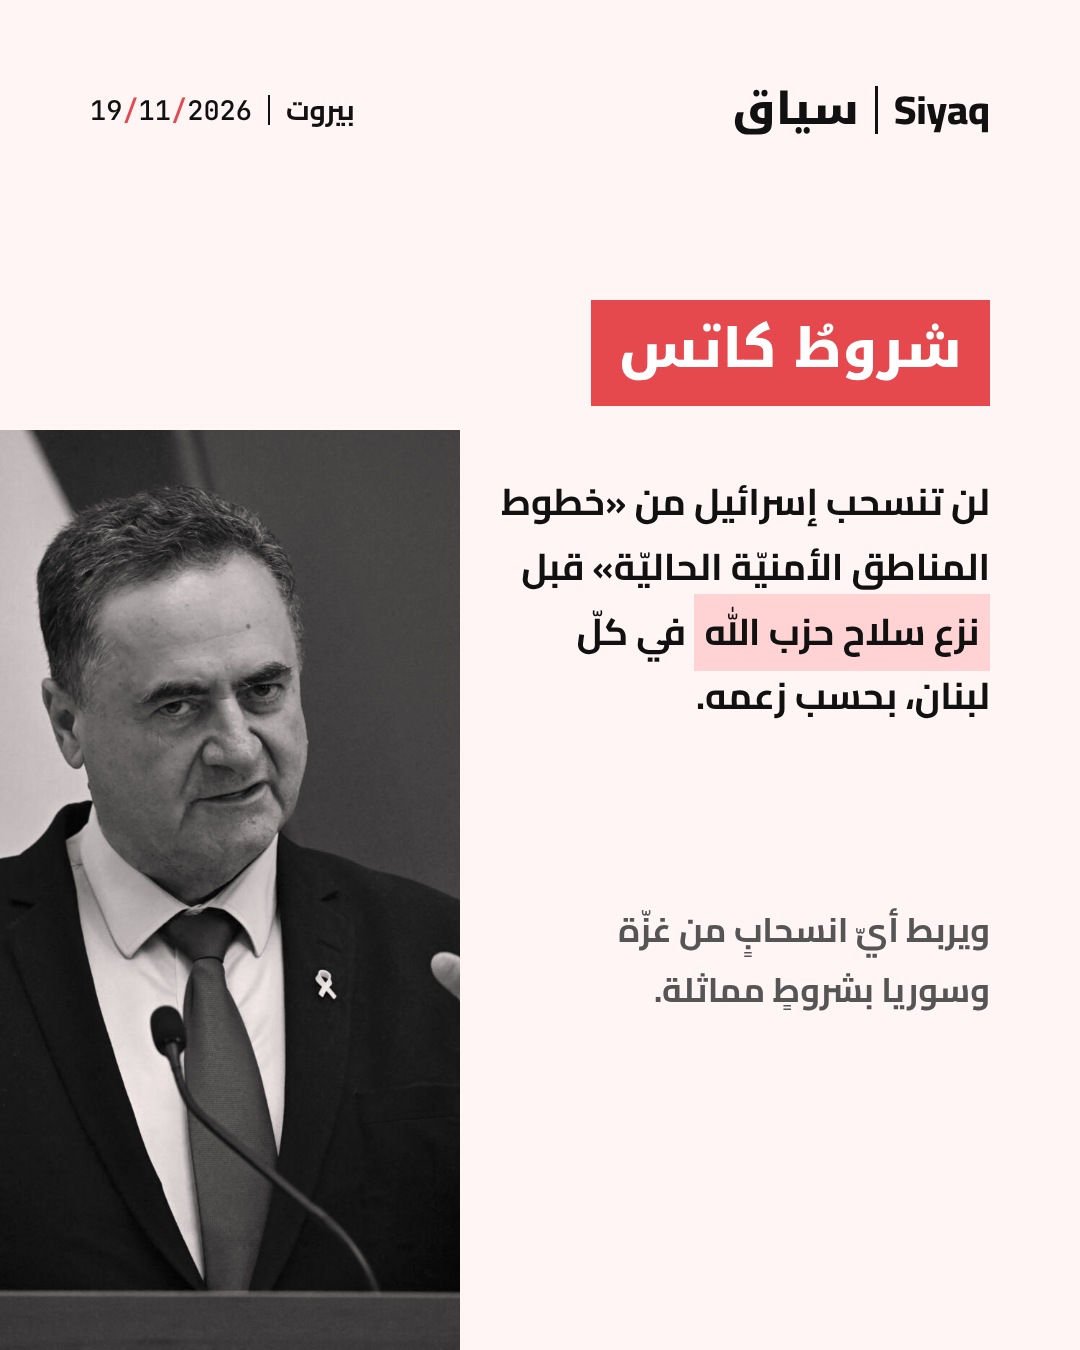 Siyaq | سياق
بيروت | 19/11/2026
شروطُ كاتس
لن تنسحب إسرائيل من «خطوط
المناطق الأمنيّة الحاليّة» قبل
نزع سلاح حزب الله في كلّ
لبنان، بحسب زعمه.
ويربط أيّ انسحابٍ من غزّة
وسوريا بشروطٍ مماثلة.